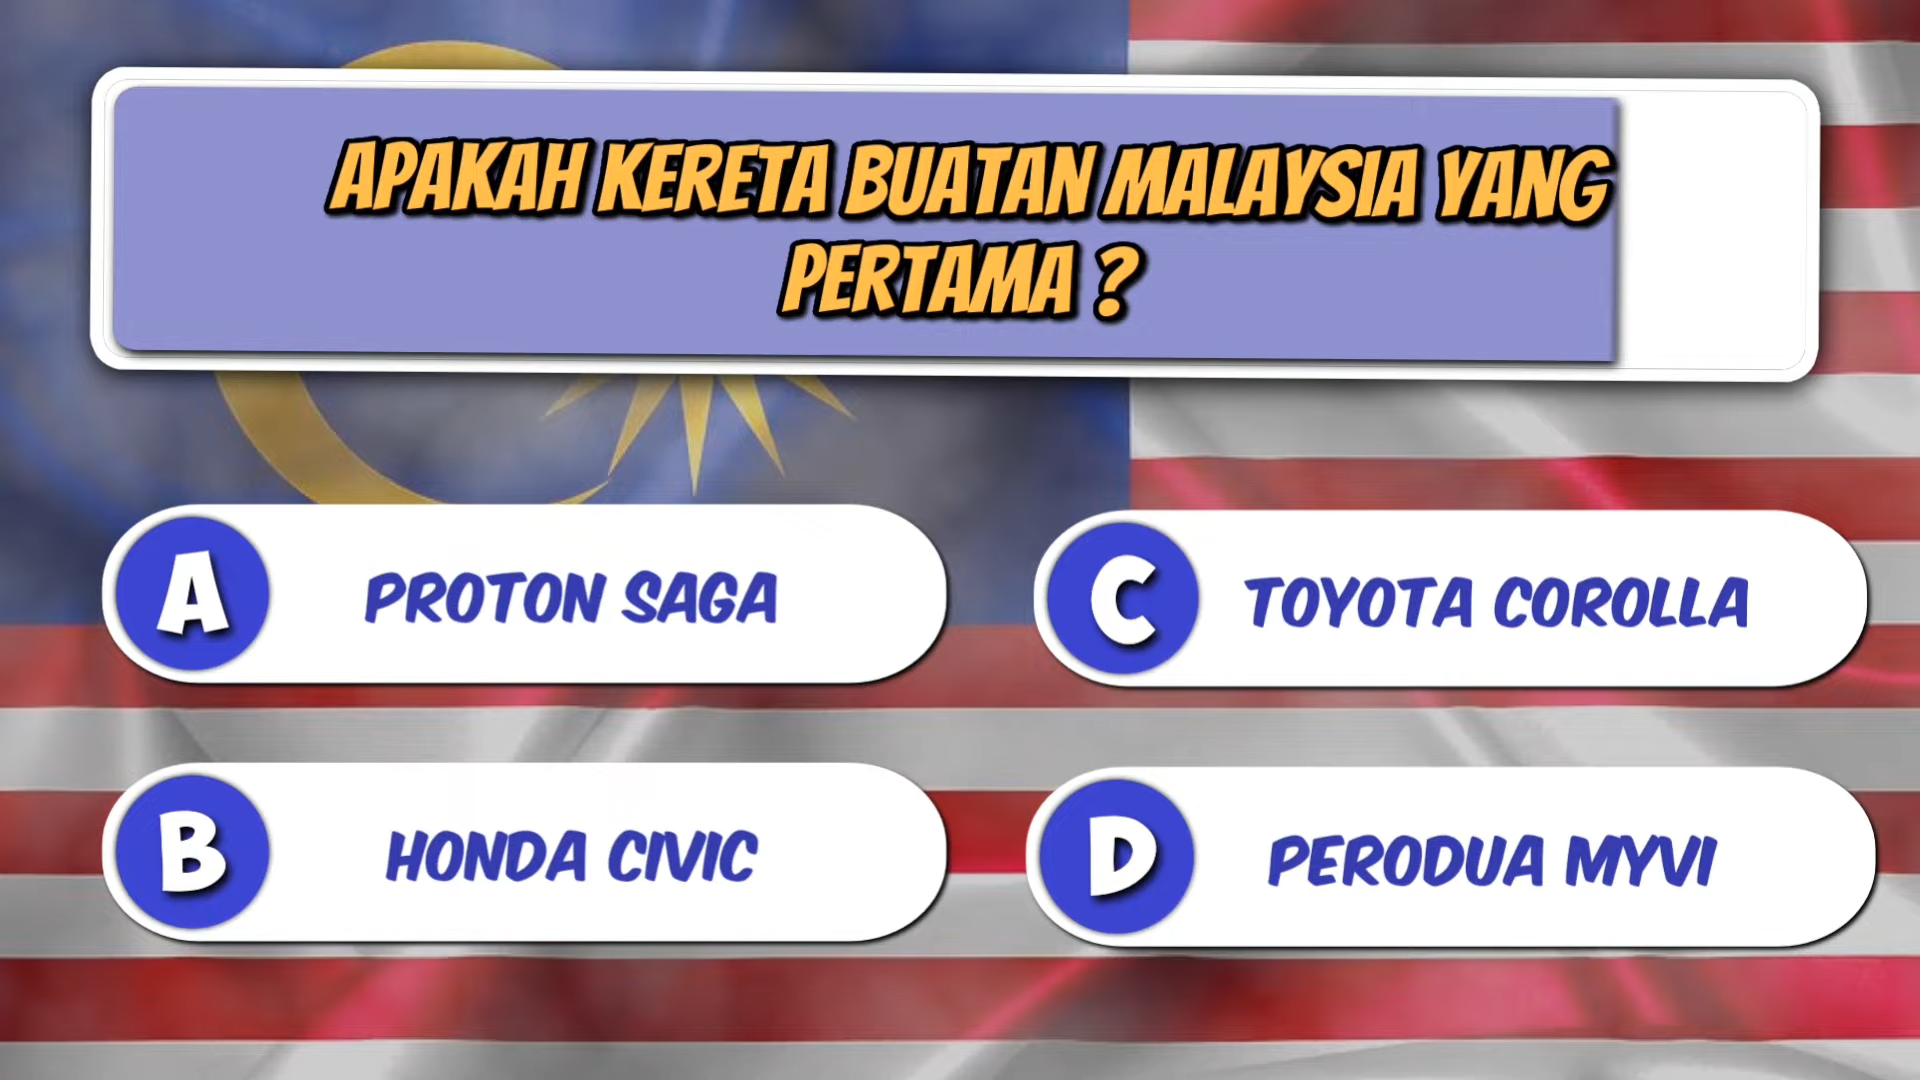 APAKAH KERETA BUATAN MALAYSIA YANG
PERTAMA ?
A PROTON SAGA
B HONDA CIVIC
C TOYOTA COROLLA
D PERODUA MYVI